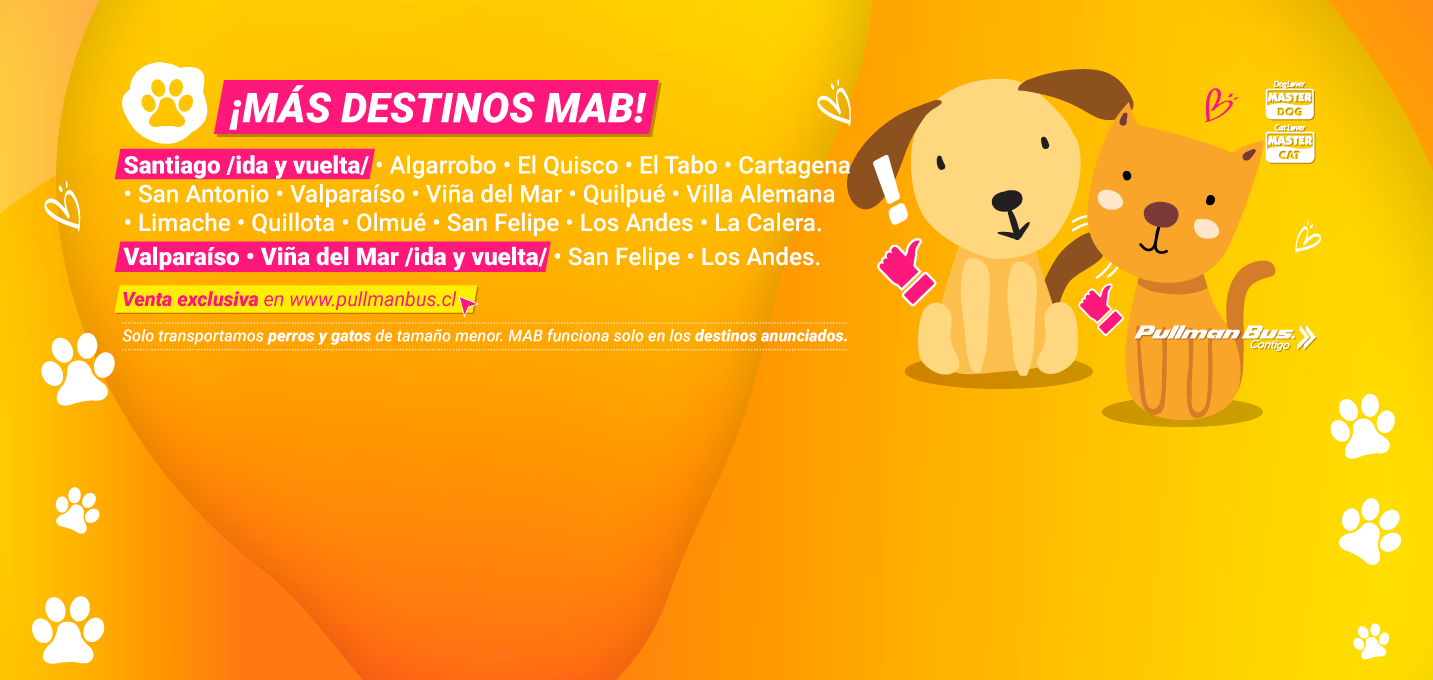 ¡MÁS DESTINOS MAB!
Santiago /ida y vuelta/ • Algarrobo • El Quisco • El Tabo • Cartagena
• San Antonio • Valparaíso • Viña del Mar • Quilpué • Villa Alemana
• Limache • Quillota • Olmué • San Felipe • Los Andes • La Calera.
Valparaíso • Viña del Mar /ida y vuelta/ • San Felipe • Los Andes.
Venta exclusiva en www.pullmanbus.cl
Solo transportamos perros y gatos de tamaño menor. MAB funciona solo en los destinos anunciados.
Dog Lover
MASTER
DOG
Cat Lover
MASTER
CAT
Pullman Bus.
Contigo